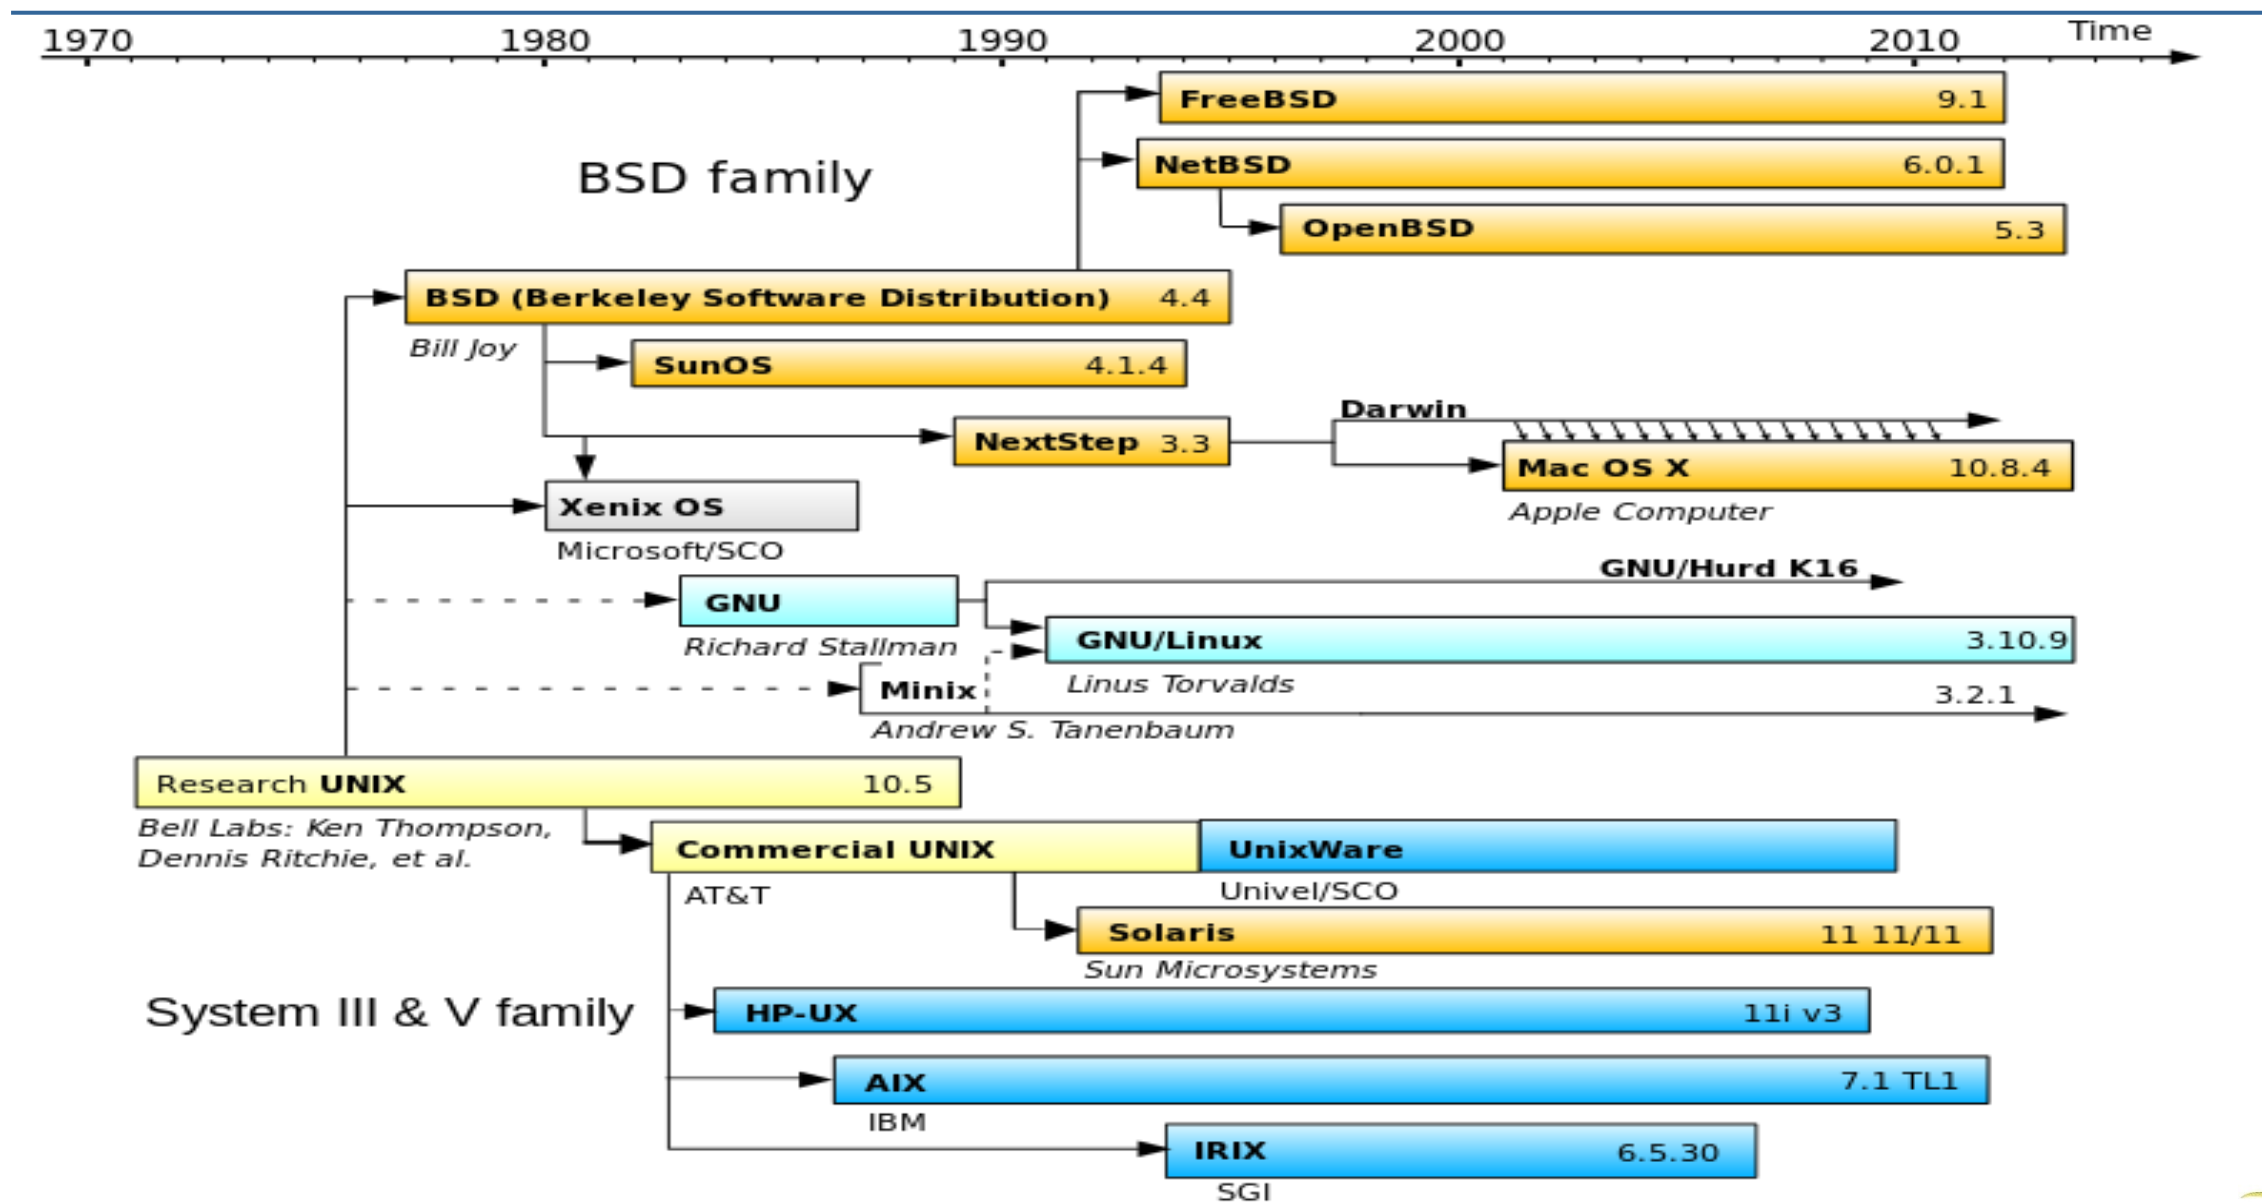 1970 1980 1990 2000 2010 Time
FreeBSD 9.1
BSD family
NetBSD 6.0.1
OpenBSD 5.3
BSD (Berkeley Software Distribution) 4.4
Bill Joy
SunOS 4.1.4
Darwin
NextStep 3.3
Mac OS X 10.8.4
Apple Computer
Xenix OS
Microsoft/SCO
GNU/Hurd K16
GNU
Richard Stallman
GNU/Linux 3.10.9
Linus Torvalds
Minix 3.2.1
Andrew S. Tanenbaum
Research UNIX 10.5
Bell Labs: Ken Thompson,
Dennis Ritchie, et al.
Commercial UNIX
AT&T
UnixWare
Univel/SCO
Solaris 11 11/11
Sun Microsystems
System III & V family
HP-UX 11i v3
AIX 7.1 TL1
IBM
IRIX 6.5.30
SGI